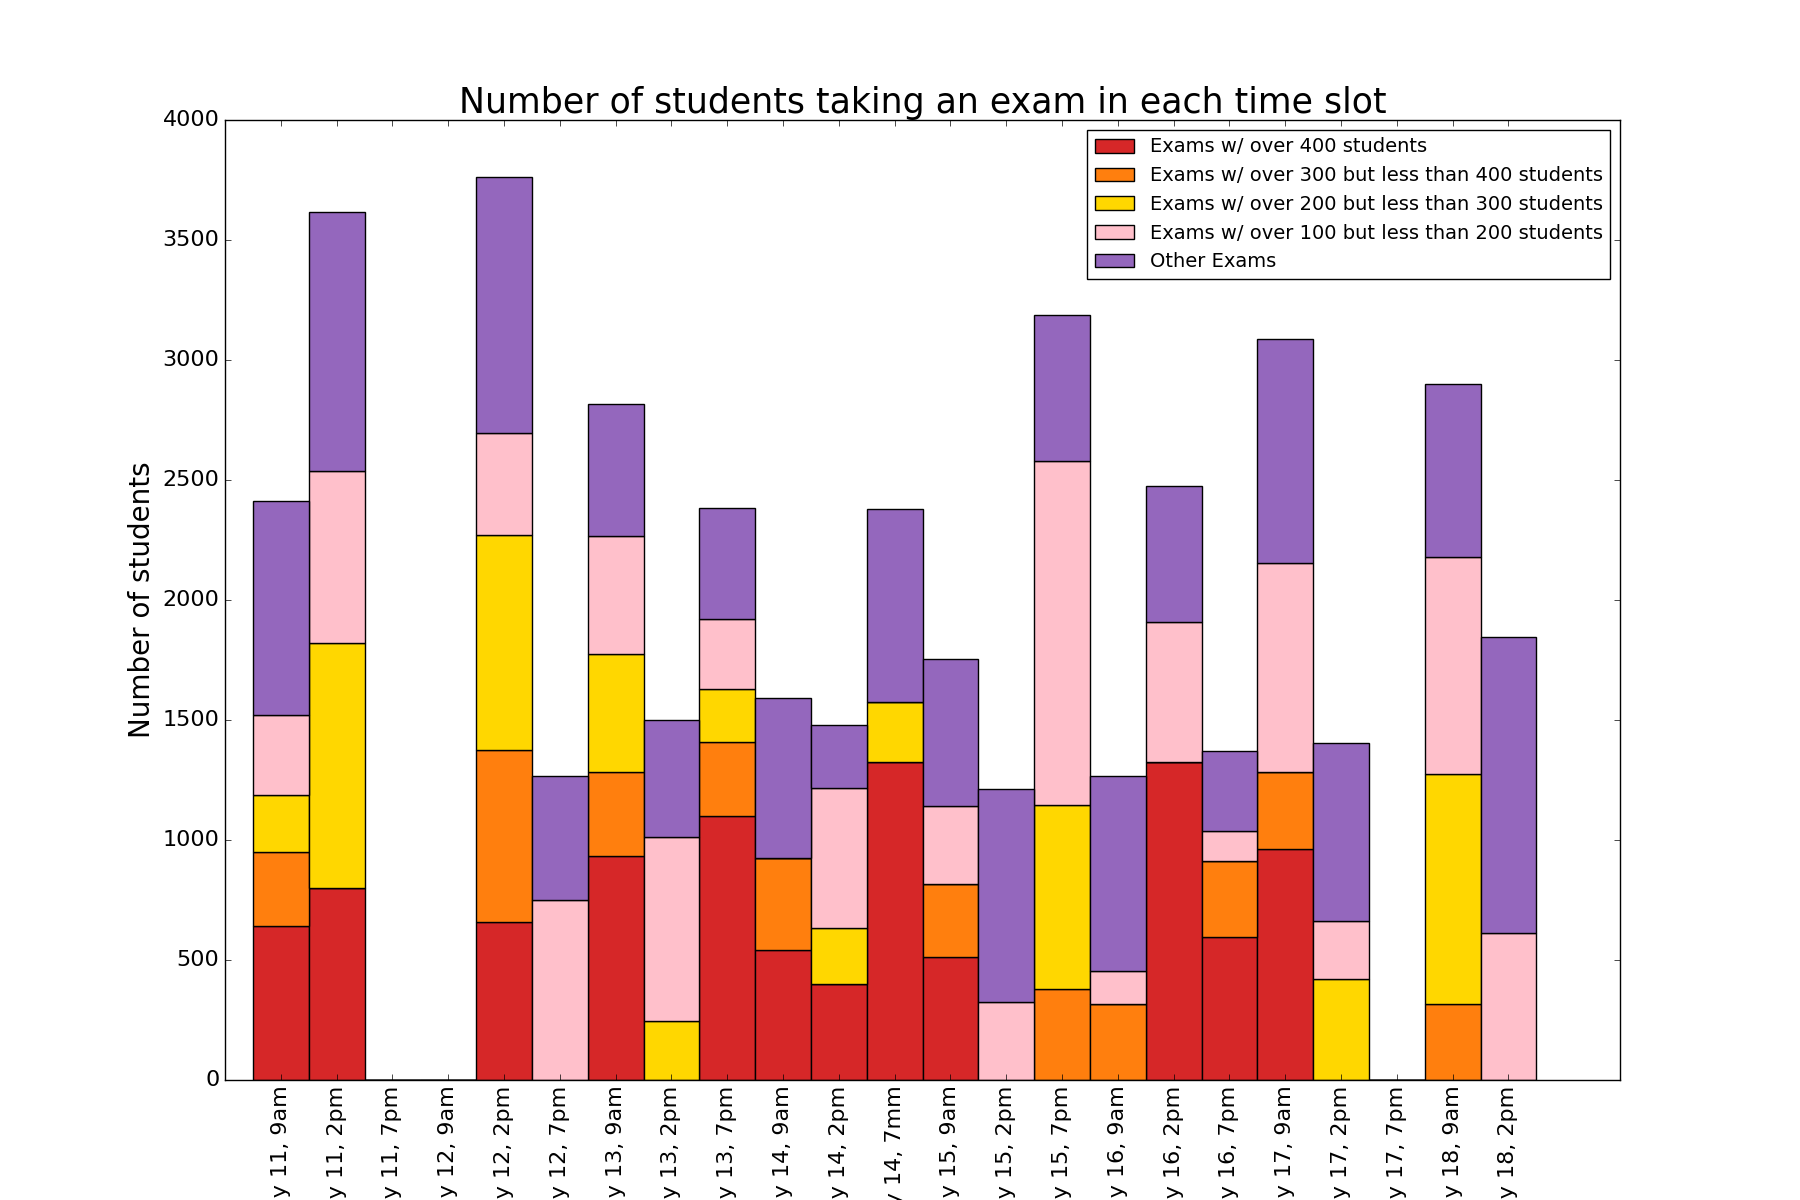 Number of students taking an exam in each time slot
Exams w/ over 400 students
Exams w/ over 300 but less than 400 students
Exams w/ over 200 but less than 300 students
Exams w/ over 100 but less than 200 students
Other Exams
Number of students
4000
3500
3000
2500
2000
1500
1000
500
0
y 11, 9am
y 11, 2pm
y 11, 7pm
y 12, 9am
y 12, 2pm
y 12, 7pm
y 13, 9am
y 13, 2pm
y 13, 7pm
y 14, 9am
y 14, 2pm
y 14, 7mm
y 15, 9am
y 15, 2pm
y 15, 7pm
y 16, 9am
y 16, 2pm
y 16, 7pm
y 17, 9am
y 17, 2pm
y 17, 7pm
y 18, 9am
y 18, 2pm